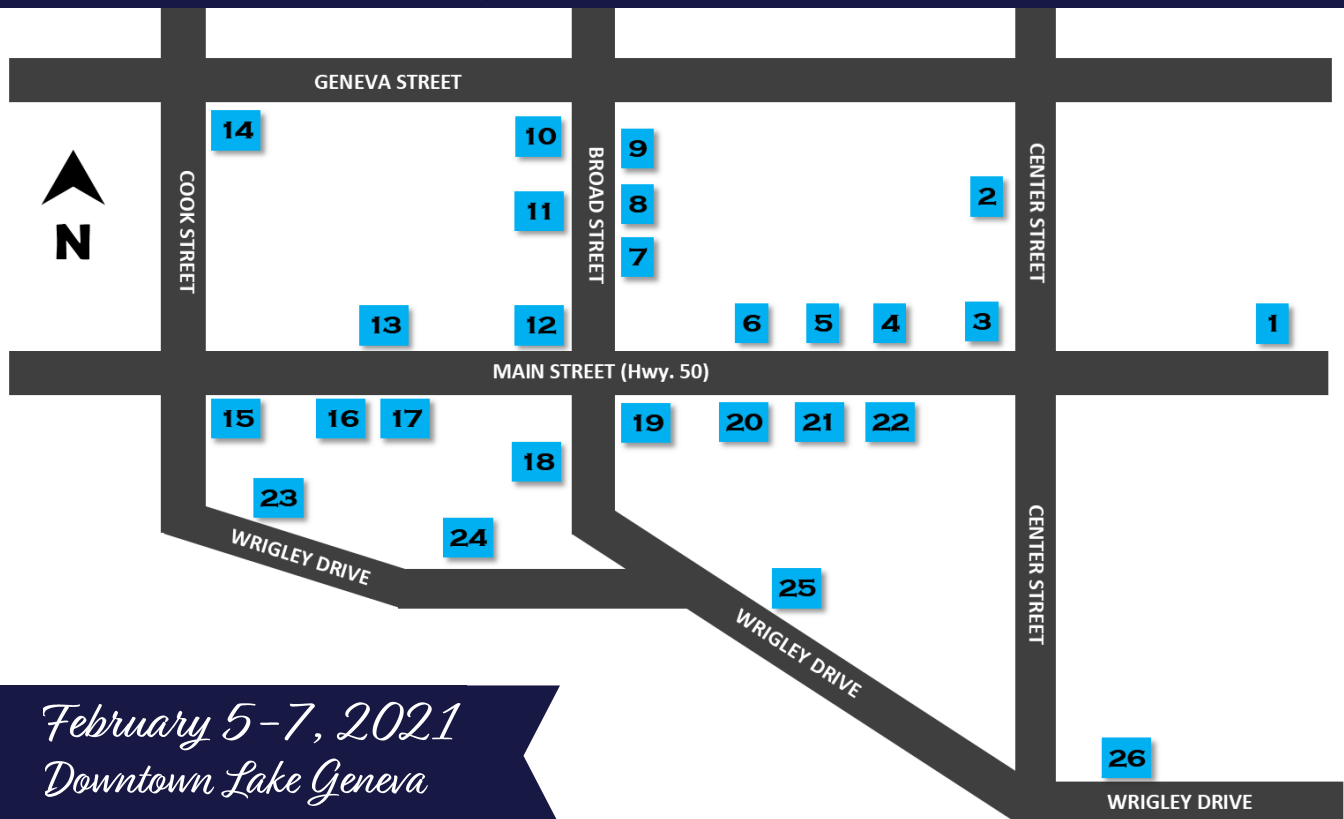 GENEVA STREET
14
10
9
BROAD STREET
CENTER STREET
COOK STREET
2
11
8
N
7
13
12
6
5
4
3
1
MAIN STREET (Hwy. 50)
15
16
17
19
20
21
22
18
23
24
CENTER STREET
WRIGLEY DRIVE
25
WRIGLEY DRIVE
February 5-7, 2021
Downtown Lake Geneva
26
WRIGLEY DRIVE